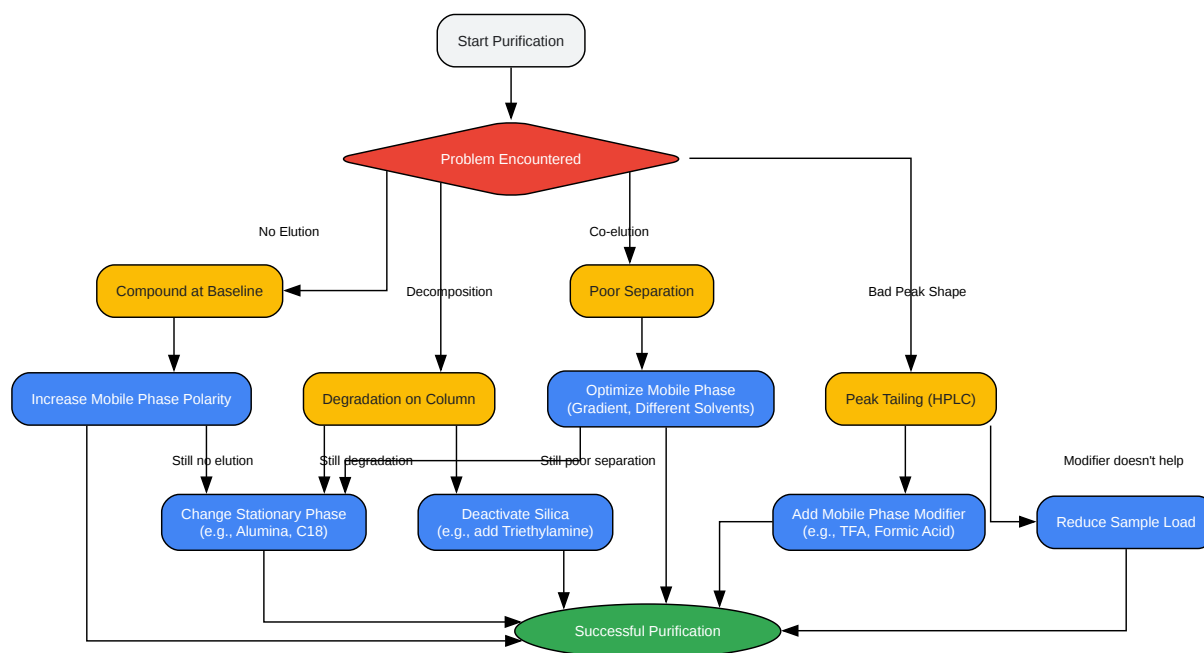 Start Purification
Problem Encountered
No Elution
Co-elution
Compound at Baseline
Decomposition
Poor Separation
Bad Peak Shape
Increase Mobile Phase Polarity
Degradation on Column
Optimize Mobile Phase
(Gradient, Different Solvents)
Peak Tailing (HPLC)
Still no elution
Still degradation
Still poor separation
Modifier doesn't help
Change Stationary Phase
(e.g., Alumina, C18)
Deactivate Silica
(e.g., add Triethylamine)
Add Mobile Phase Modifier
(e.g., TFA, Formic Acid)
Reduce Sample Load
Successful Purification